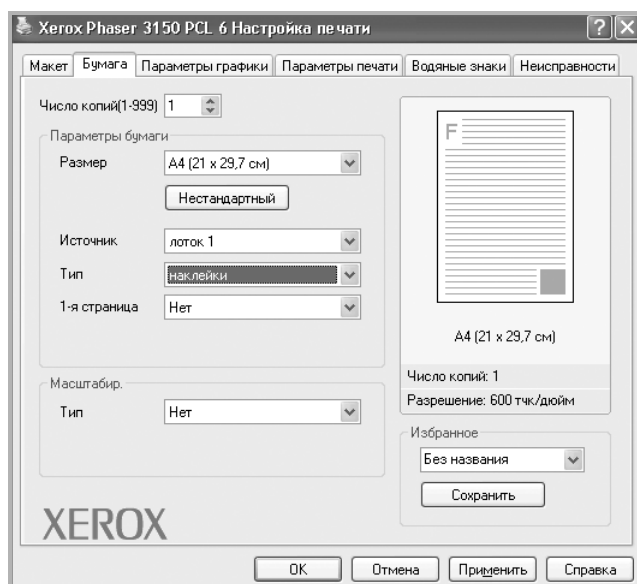 Xerox Phaser 3150 PCL 6 Настройка печати
Макет Бумага Параметры графики Параметры печати Водяные знаки Неисправности
Число копий(1-999) 1
Параметры бумаги
Размер A4 (21 x 29,7 см)
Нестандартный
Источник лоток 1
Тип наклейки
1-я страница Нет
Масштабир.
Тип Нет
XEROX
F
A4 (21 x 29,7 см)
Число копий: 1
Разрешение: 600 тчк/дюйм
Избранное
Без названия
Сохранить
OK Отмена Применить Справка